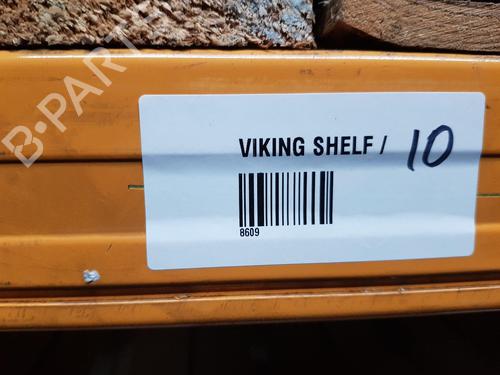 B-PARTS
VIKING SHELF / 10
8609